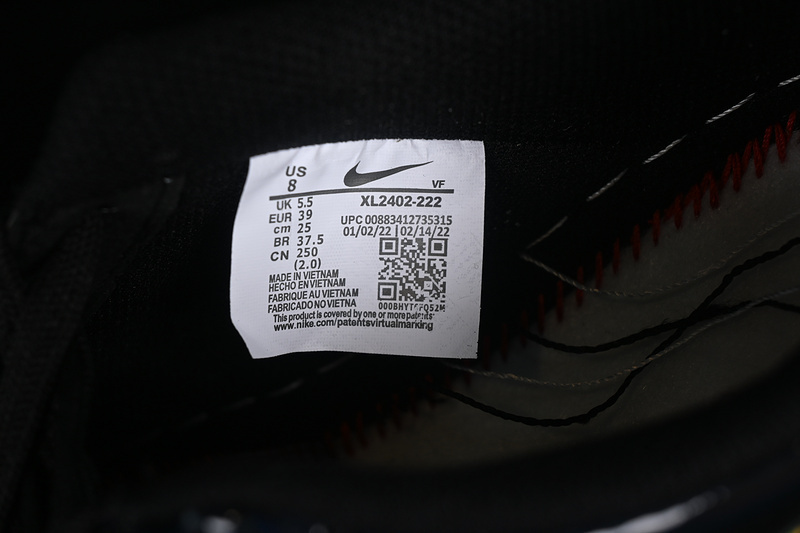 US
8
VF
UK 5.5
EUR 39
cm 25
BR 37.5
CN 250
(2.0)
XL2402-222
UPC 00883412735315
01/02/22 | 02/14/22
MADE IN VIETNAM
HECHO EN VIETNAM
FABRIQUE AU VIETNAM
FABRICADO NO VIETNA
This product is covered by one or more patents
www.nike.com/patentsvirtualmarking